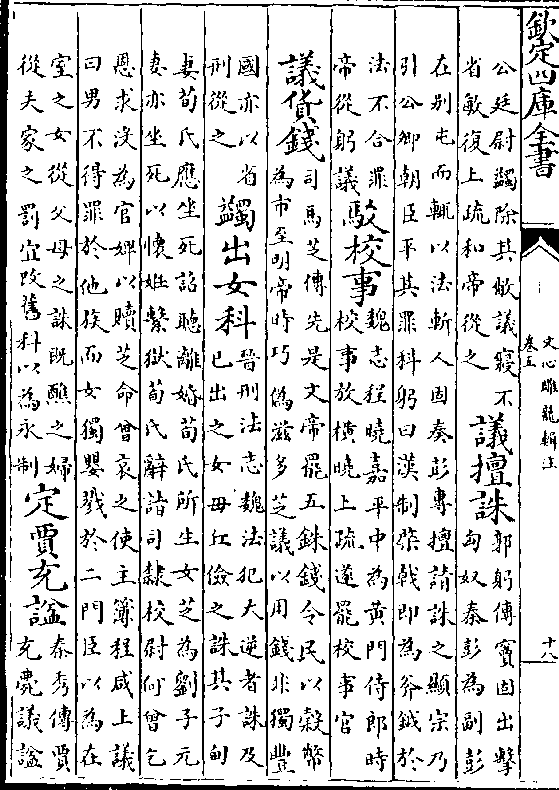 欽定四庫全書
文心雕龍輯注
卷五
十八
公廷尉蠲除其敏議寢不
省敏復上疏和帝從之
議擅誅
郭躬傳竇固出擊
匈奴秦彭為副彭
在别屯而輒以法斬人固奏彭專擅請誅之顯宗乃
引公卿朝臣平其罪科躬曰漢制棨戟即為斧鉞於
法不合罪
帝從躬議
駁校事
魏志程曉嘉平中為黄門侍郎時
校事放横曉上疏遂罷校事官
議貨錢
司馬芝傳先是文帝罷五銖錢令民以穀幣
為市至明帝時巧偽滋多芝議以用錢非獨豐
國亦以省
刑從之
蠲出女科
晉刑法志魏法犯大逆者誅及
已出之女毋丘儉之誅其子甸
妻荀氏應坐死詔聽離婚荀氏所生女芝為劉子元
妻亦坐死以懷姙繫獄荀氏辭詣司隸校尉何曾乞
恩求没為官婢以贖芝命曾哀之使主簿程咸上議
曰男不得罪於他族而女獨嬰戮於二門臣以為在
室之女從父母之誅既醮之婦
從夫家之罰宜改舊科以為永制
定賈充諡
秦秀傳賈
充薨議諡